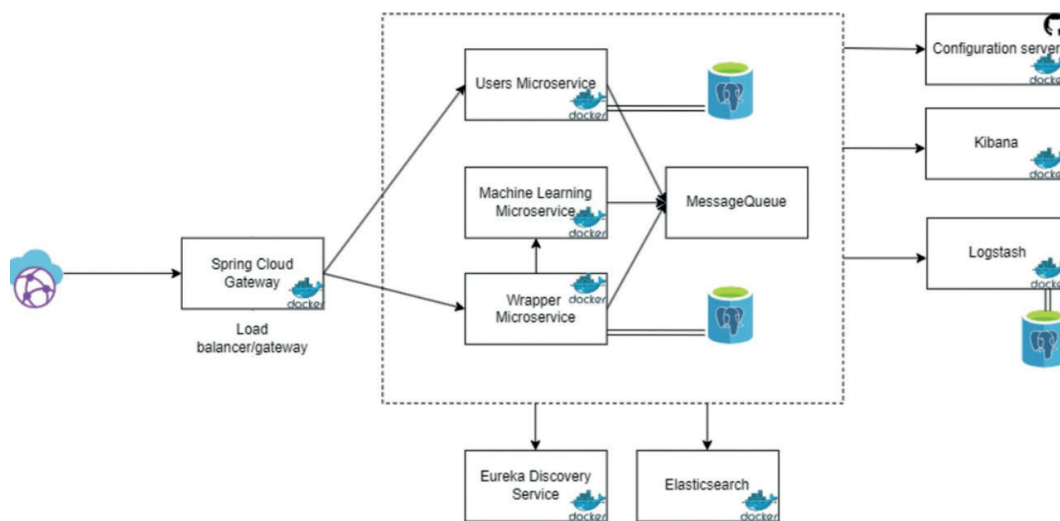 Configuration server
docker
Users Microservice
docker
Kibana
docker
Machine Learning
Microservice
docker
MessageQueue
Spring Cloud
Gateway
docker
Logstash
docker
Wrapper
Microservice
docker
Load
balancer/gateway
Eureka Discovery
Service
docker
Elasticsearch
docker